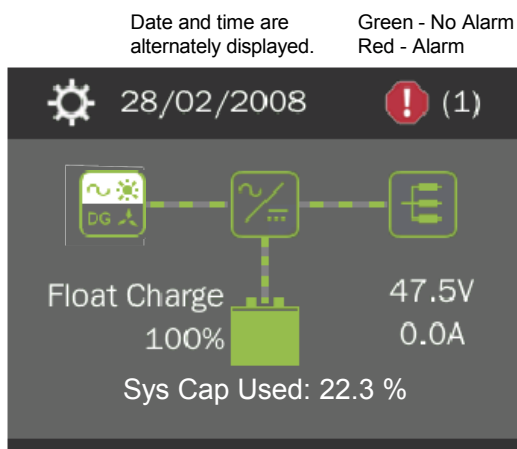 Date and time are
alternately displayed.
Green - No Alarm
Red - Alarm
28/02/2008
! (1)
DG
Float Charge
100%
47.5V
0.0A
Sys Cap Used: 22.3 %